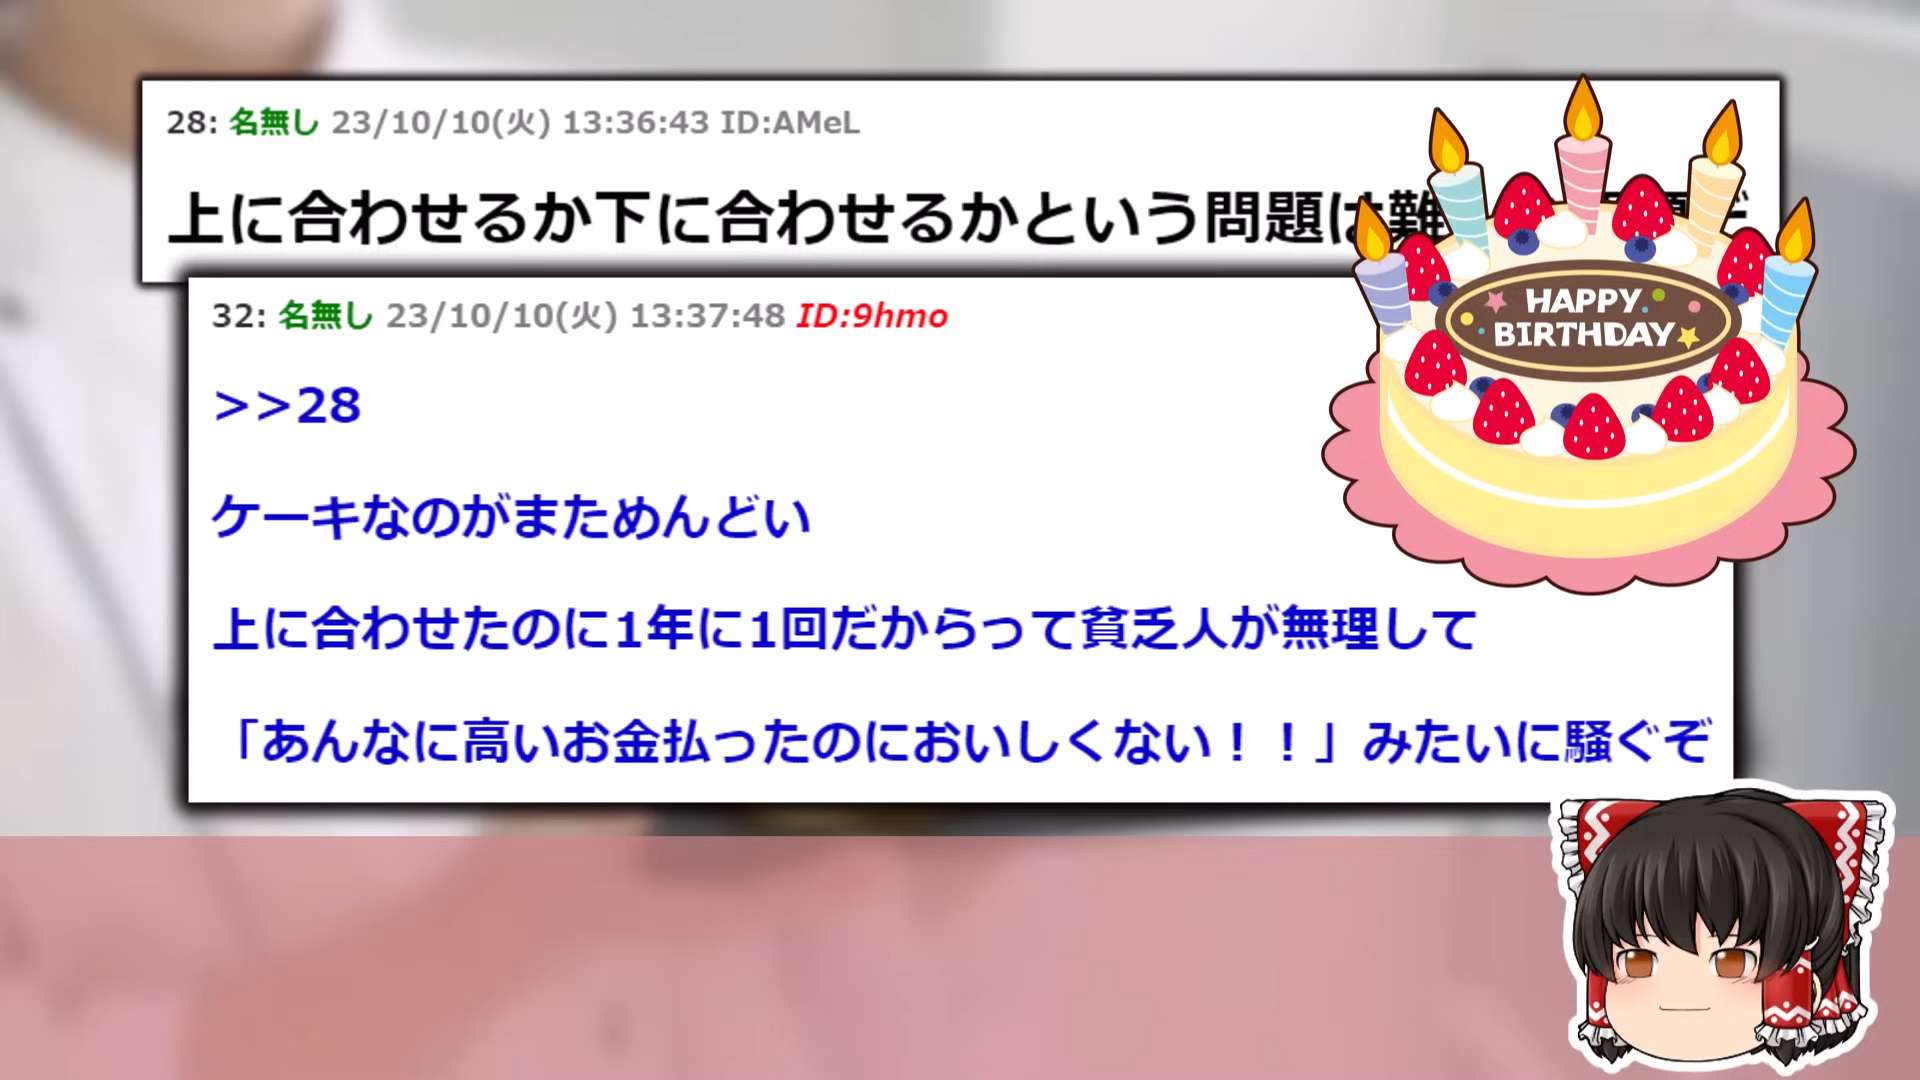 28: 名無し 23/10/10(火) 13:36:43 ID:AMeL
上に合わせるか下に合わせるかという問題は難
32: 名無し 23/10/10(火) 13:37:48 ID:9hmo
>>28
ケーキなのがまためんどい
上に合わせたのに1年に1回だからって貧乏人が無理して
「あんなに高いお金払ったのにおいしくない！！」みたいに騒ぐぞ
HAPPY
BIRTHDAY